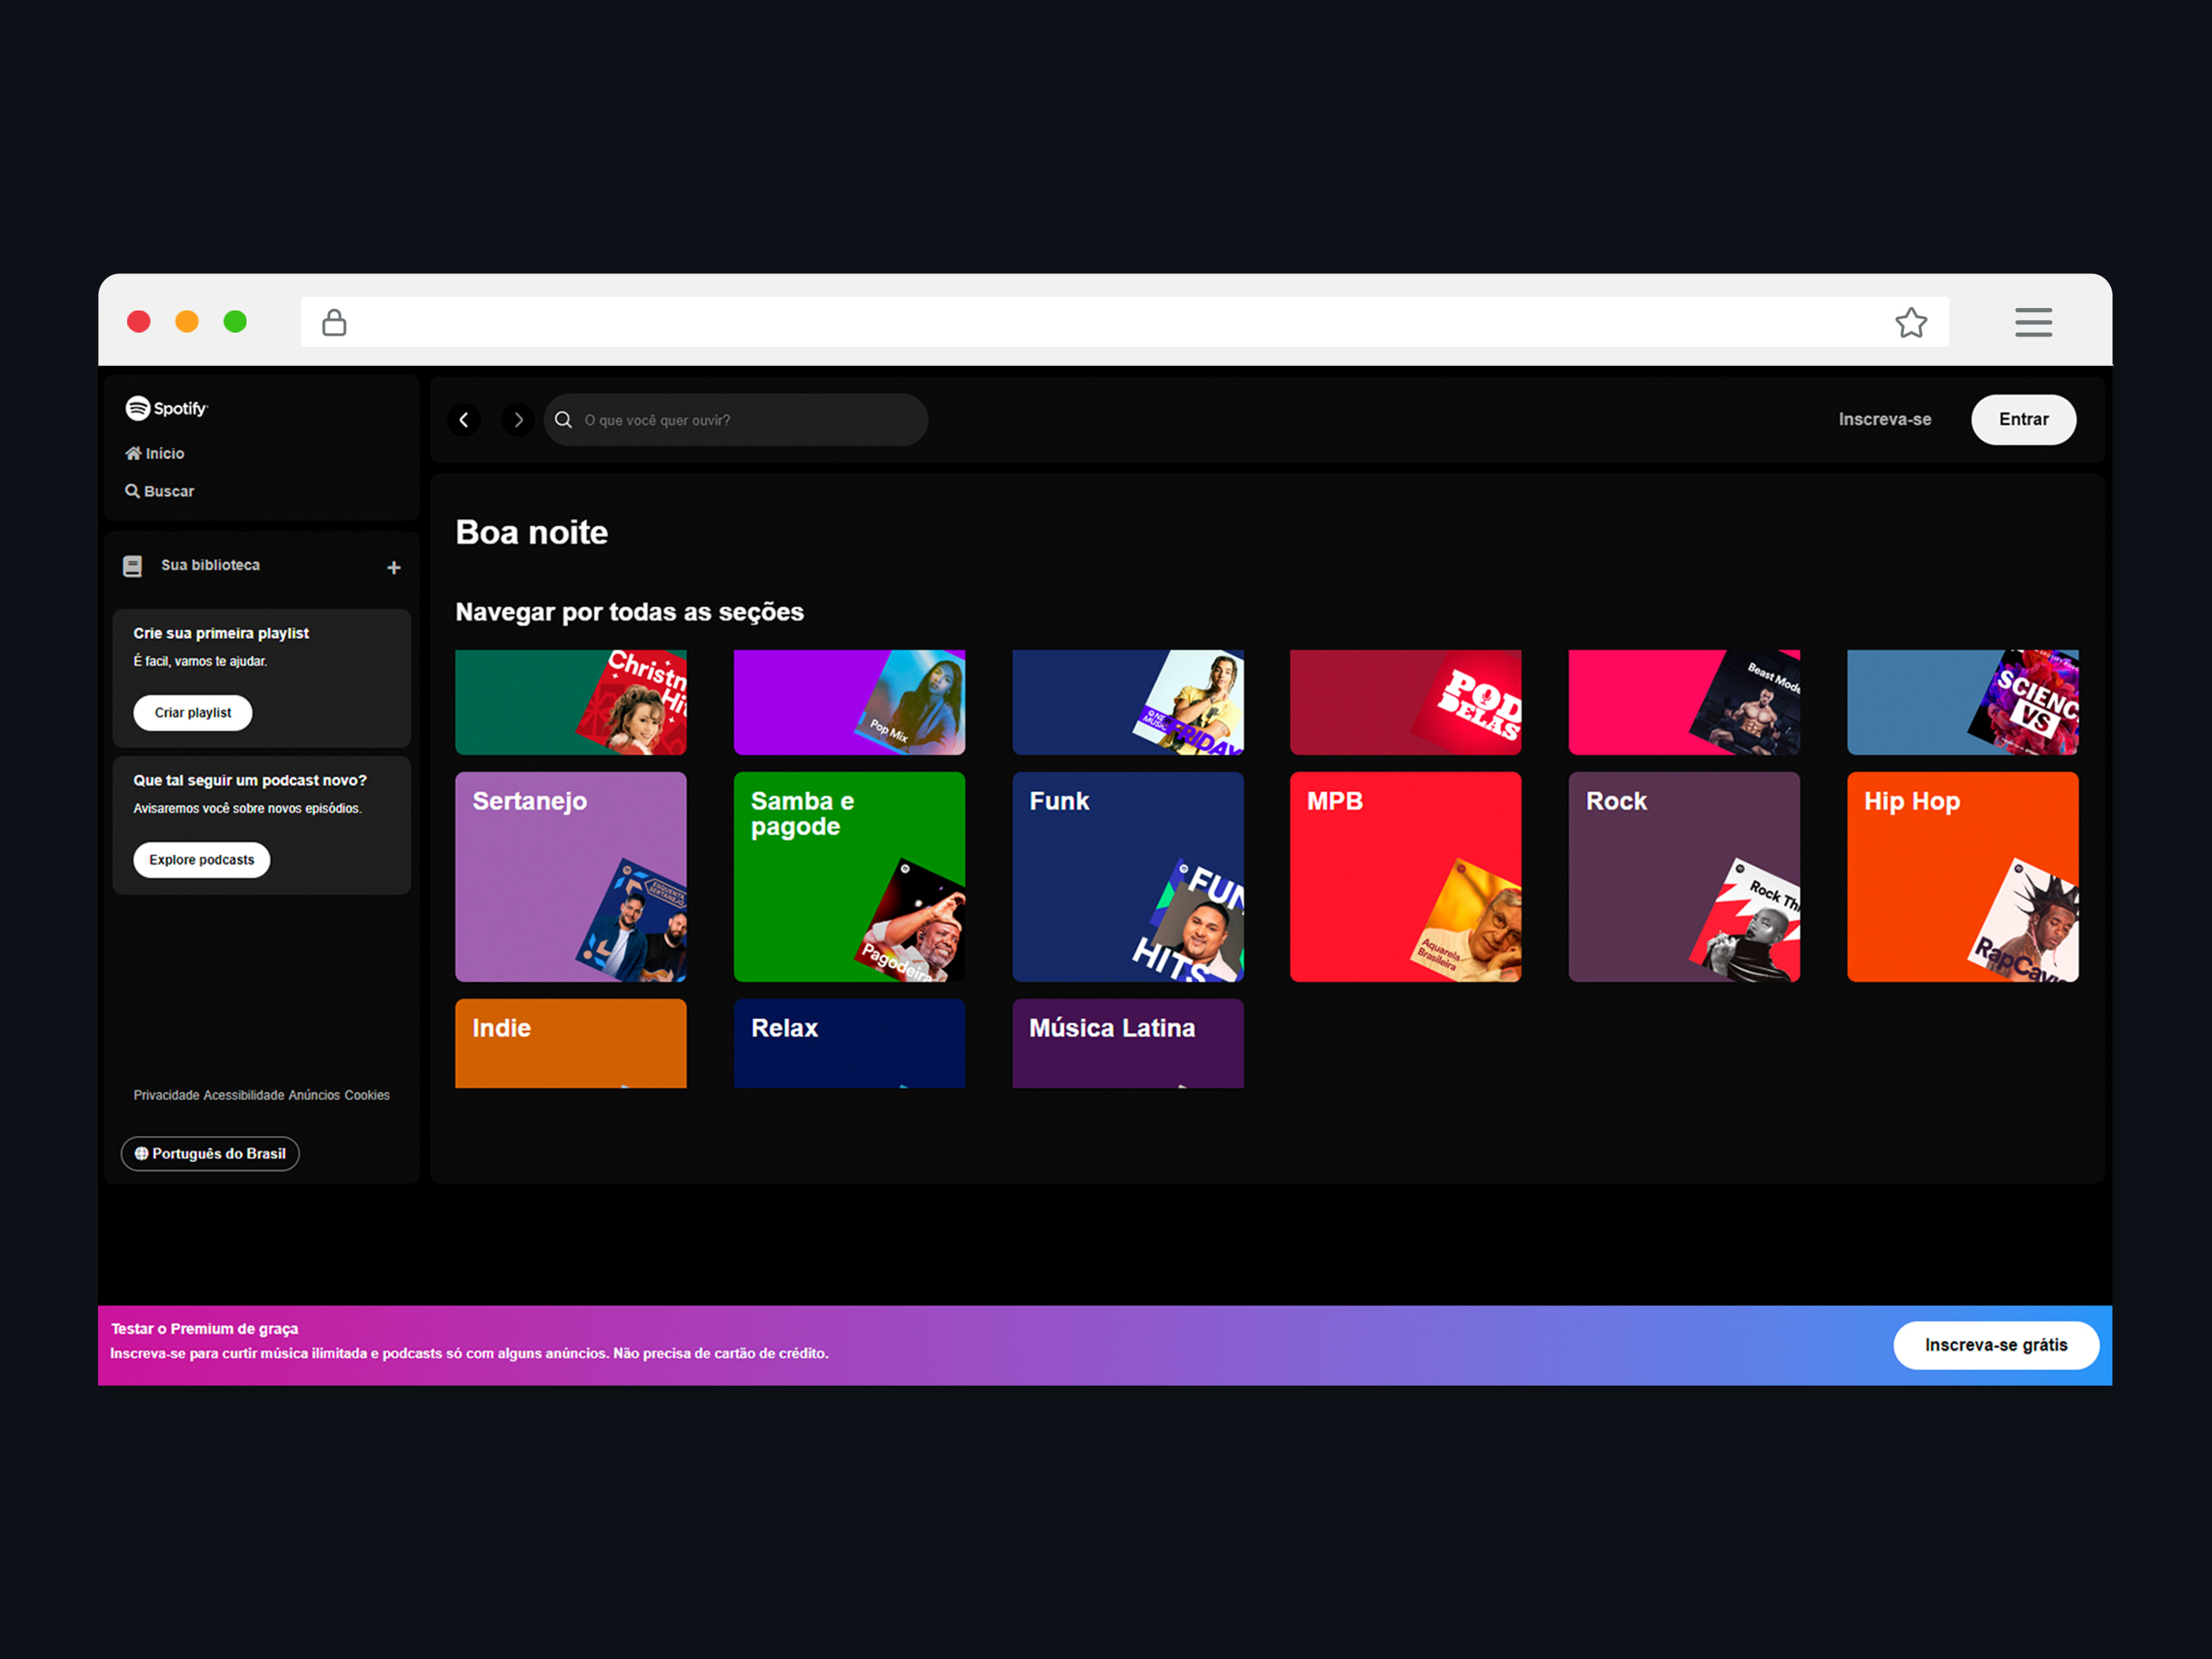 Spotify
Início
Buscar
Sua biblioteca
+
Crie sua primeira playlist
É facil, vamos te ajudar.
Criar playlist
Que tal seguir um podcast novo?
Avisaremos você sobre novos episódios.
Explore podcasts
Privacidade Acessibilidade Anúncios Cookies
Português do Brasil
O que você quer ouvir?
Inscreva-se
Entrar
Boa noite
Navegar por todas as seções
Christm
Hi
Pop Mix
NE
MUSIC
FRIDAY
POD
DELAS
Beast Mode
SCIENC
VS
Sertanejo
ESQUENTA
SERTANEJO
Samba e
pagode
Pagodeira
Funk
FUN
HITS
MPB
Aquarela
Brasileira
Rock
Rock Th
Hip Hop
RapCav
Indie
Relax
Música Latina
Testar o Premium de graça
Inscreva-se para curtir música ilimitada e podcasts só com alguns anúncios. Não precisa de cartão de crédito.
Inscreva-se grátis